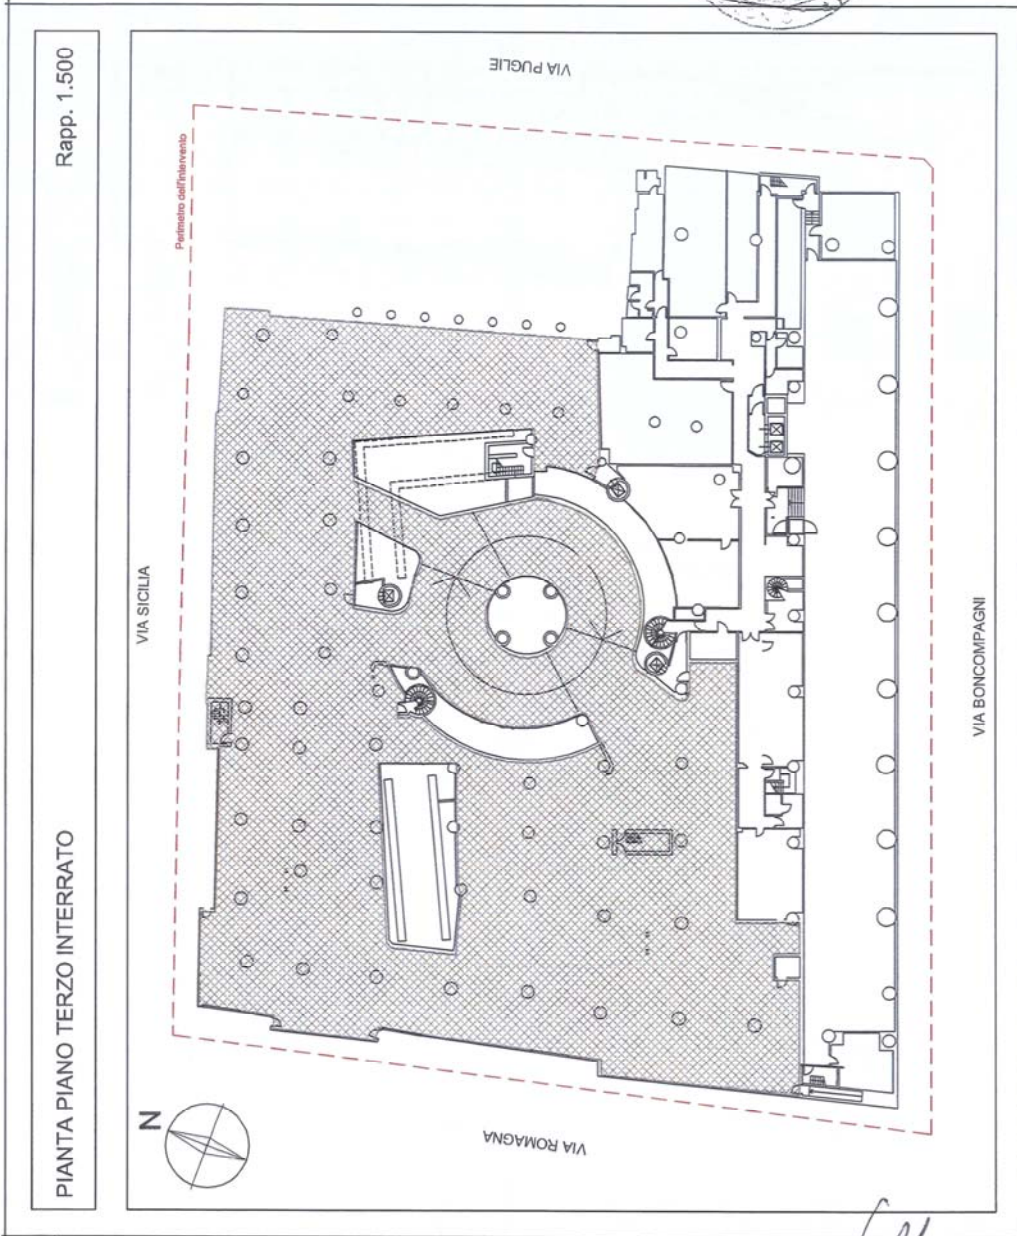 PIANTA PIANO TERZO INTERRATO
Rapp. 1.500
VIA PUGLIE
Perimetro dell'intervento
VIA SICILIA
VIA BONCOMPAGNI
VIA ROMAGNA
N